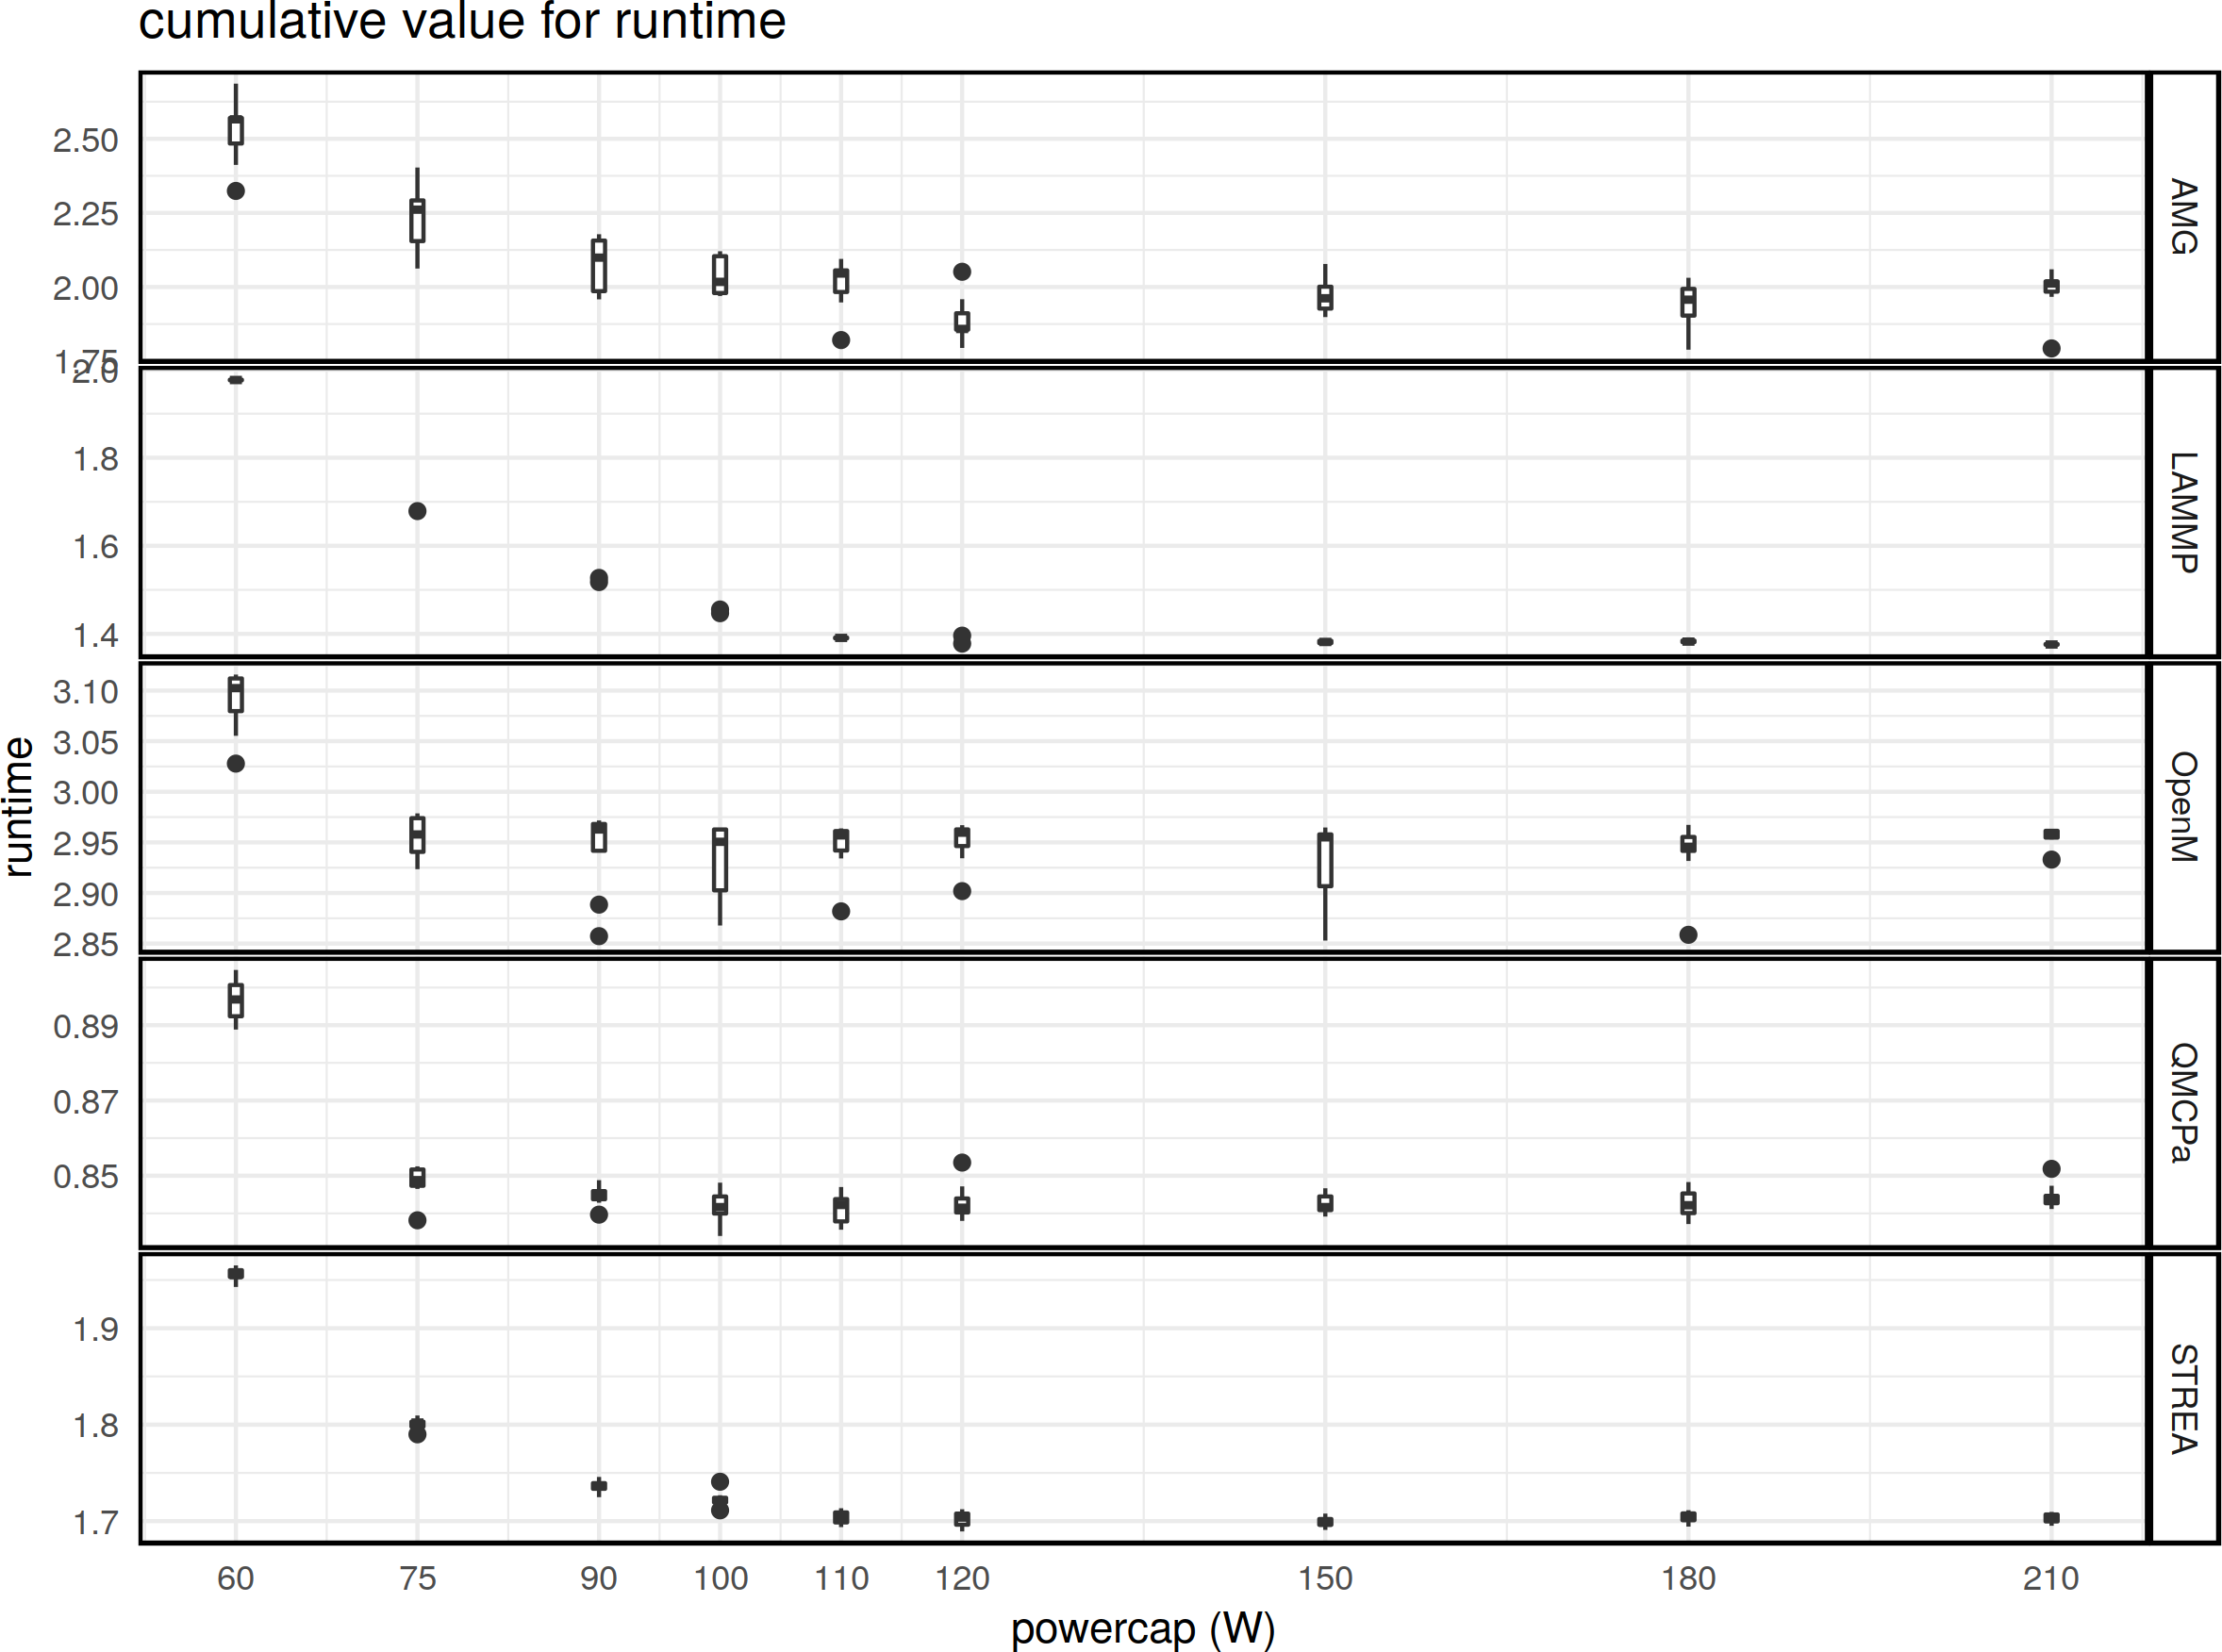 cumulative value for runtime
2.50
2.25
2.00
1.75
AMG
2.0
1.8
1.6
1.4
LAMMP
3.10
3.05
3.00
2.95
2.90
2.85
OpenM
0.89
0.87
0.85
QMCPa
1.9
1.8
1.7
STREA
runtime
60 75 90 100 110 120 150 180 210
powercap (W)